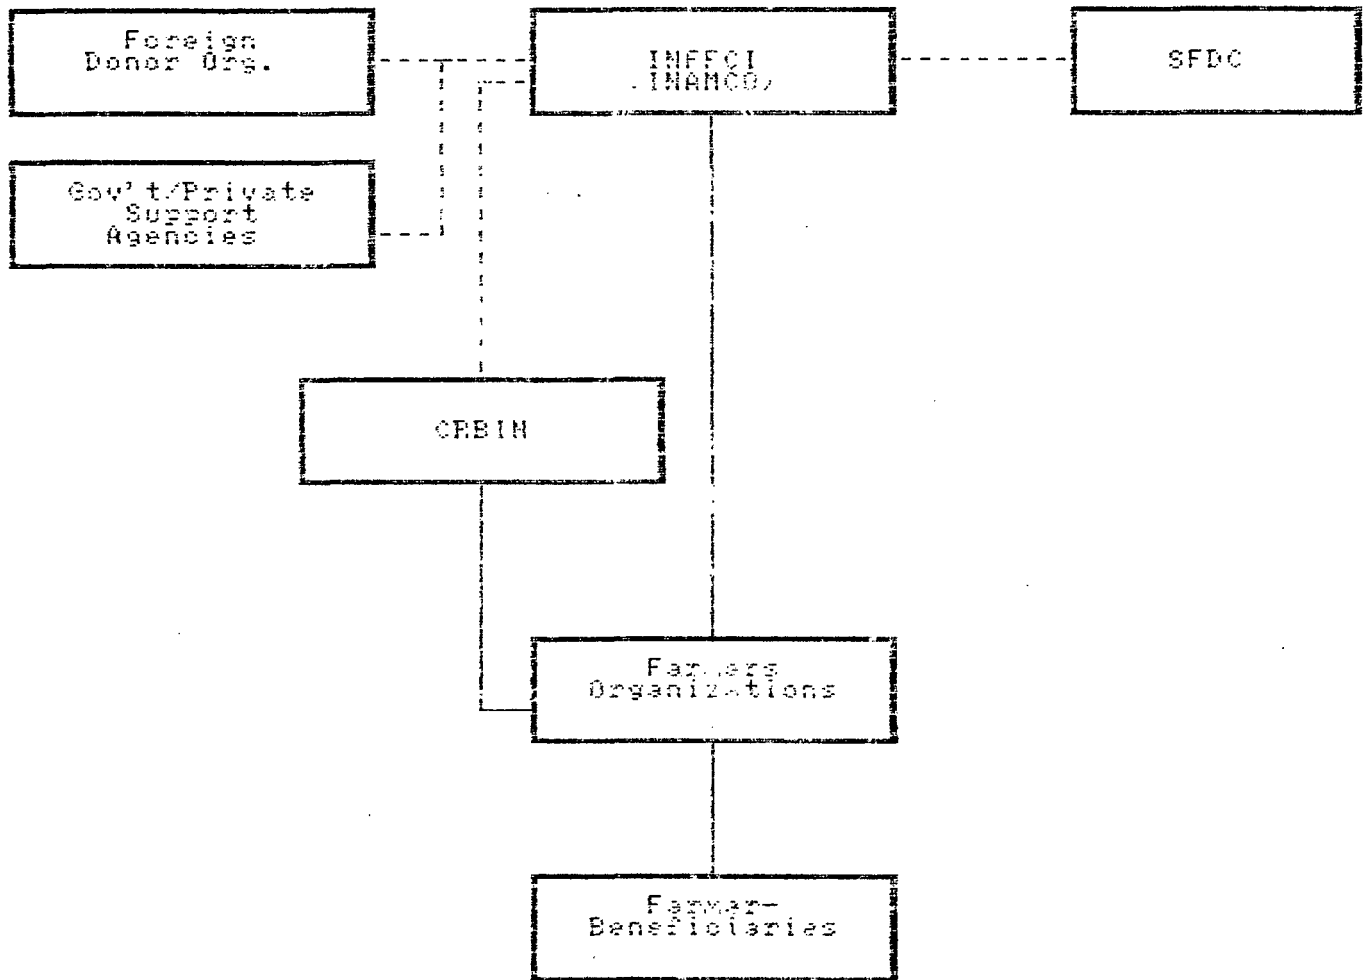 Foreign
Donor Org.
INFFCI
(INAMCO)
SFDC
Gov't/Private
Support
Agencies
CRBIN
Farmers
Organizations
Farmer-
Beneficiaries